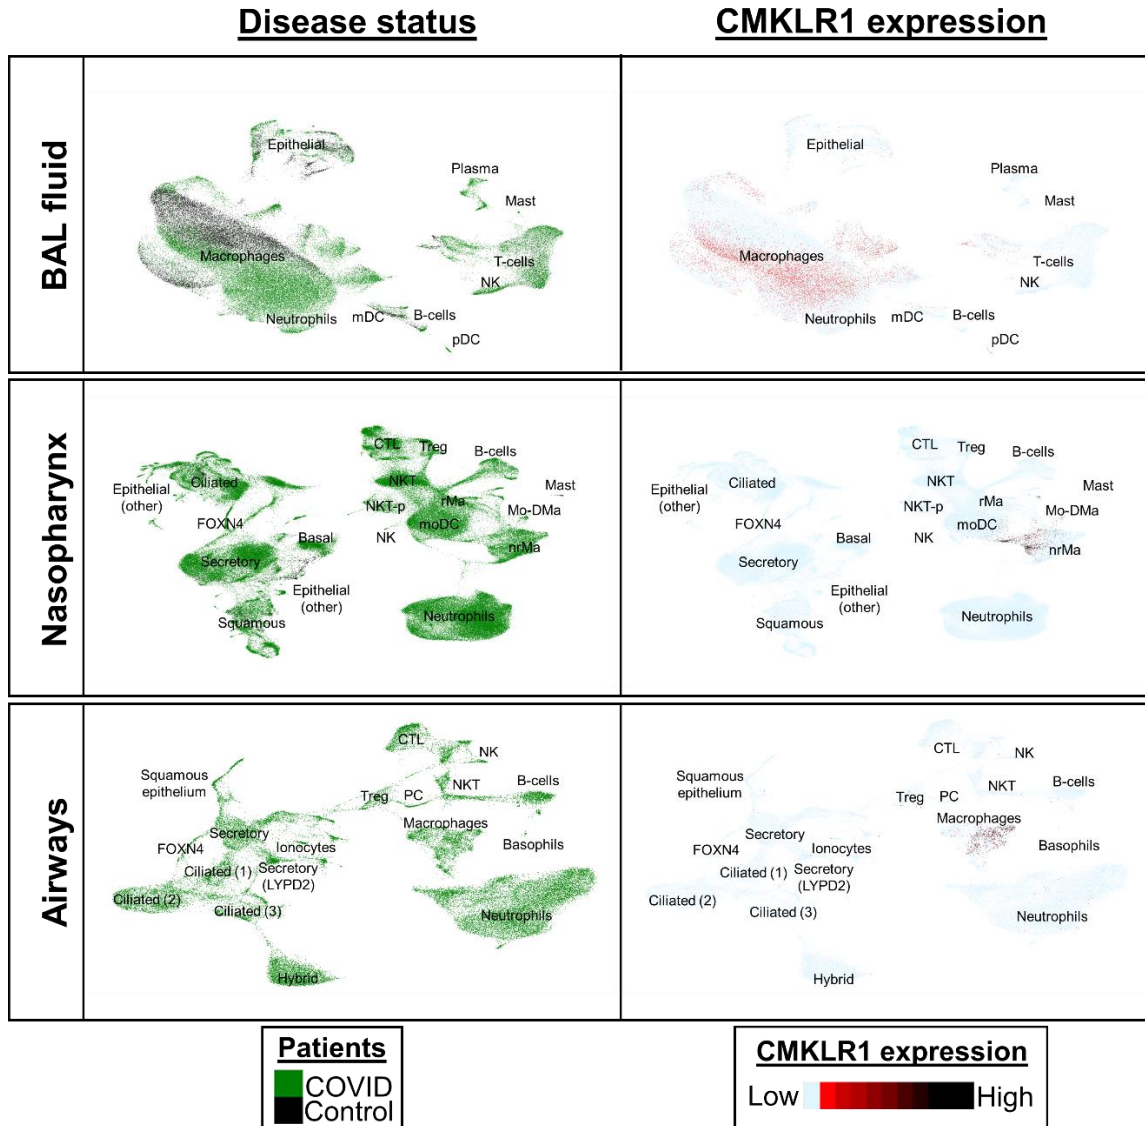 Disease status
CMKLR1 expression
BAL fluid
Epithelial
Plasma
Mast
Macrophages
T-cells
NK
Neutrophils
mDC
B-cells
pDC
Epithelial
Plasma
Mast
Macrophages
T-cells
NK
Neutrophils
mDC
B-cells
pDC
Nasopharynx
CTL
Treg
B-cells
Ciliated
NKT
Mast
Epithelial
(other)
rMa
NKT-p
Mo-DMa
FOXN4
moDC
Basal
NK
nrMa
Secretory
Epithelial
(other)
Squamous
Neutrophils
CTL
Treg
B-cells
Ciliated
NKT
Mast
Epithelial
(other)
rMa
NKT-p
Mo-DMa
FOXN4
moDC
Basal
NK
nrMa
Secretory
Epithelial
(other)
Squamous
Neutrophils
Airways
CTL
NK
Squamous
epithelium
NKT
B-cells
Treg
PC
Macrophages
Secretory
FOXN4
Ionocytes
Basophils
Ciliated (1)
Secretory
(LYPD2)
Ciliated (2)
Ciliated (3)
Neutrophils
Hybrid
CTL
NK
Squamous
epithelium
NKT
B-cells
Treg
PC
Macrophages
Secretory
FOXN4
Ionocytes
Basophils
Ciliated (1)
Secretory
(LYPD2)
Ciliated (2)
Ciliated (3)
Neutrophils
Hybrid
Patients
COVID
Control
CMKLR1 expression
Low
High